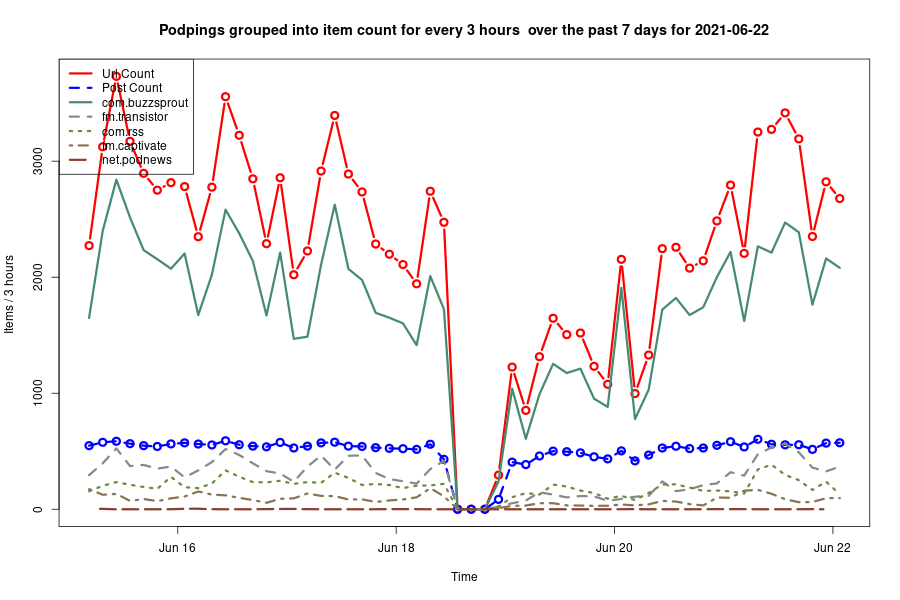 Podpings grouped into item count for every 3 hours over the past 7 days for 2021-06-22
Url Count
Post Count
com.buzzsprout
fm.transistor
com.rss
fm.captivate
net.podnews
Items / 3 hours
3000
2000
1000
0
Jun 16
Jun 18
Jun 20
Jun 22
Time